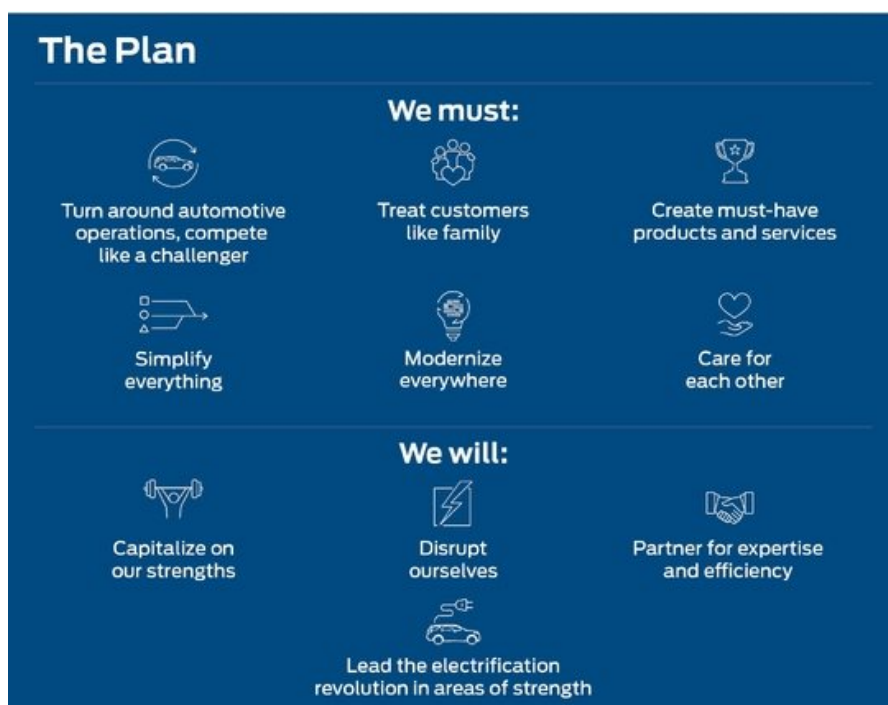 The Plan
We must:
Turn around automotive
operations, compete
like a challenger
Treat customers
like family
Create must-have
products and services
Simplify
everything
Modernize
everywhere
Care for
each other
We will:
Capitalize on
our strengths
Disrupt
ourselves
Partner for expertise
and efficiency
Lead the electrification
revolution in areas of strength